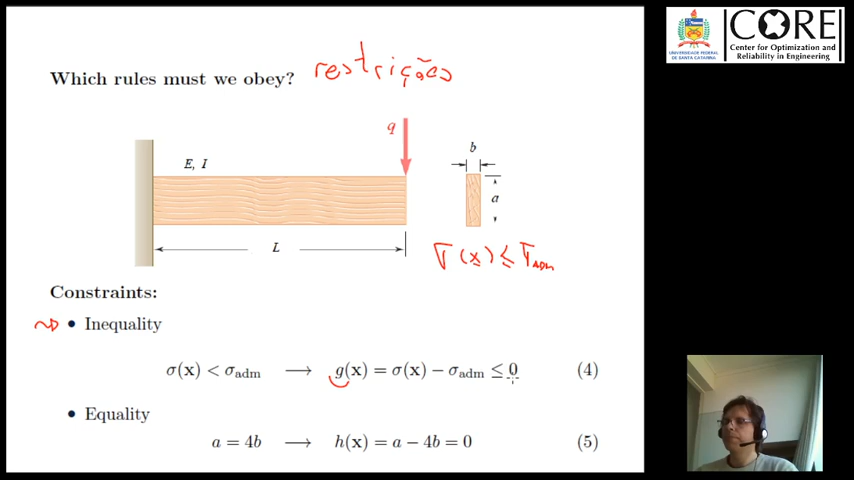 CORE
UNIVERSIDADE FEDERAL
DE SANTA CATARINA
Center for Optimization and
Reliability in Engineering
Which rules must we obey? restrições
q
E, I
b
a
L
σ(x) ≤ σADM
Constraints:
• Inequality
σ(x) < σadm ⟶ g(x) = σ(x) − σadm ≤ 0 (4)
• Equality
a = 4b ⟶ h(x) = a − 4b = 0 (5)